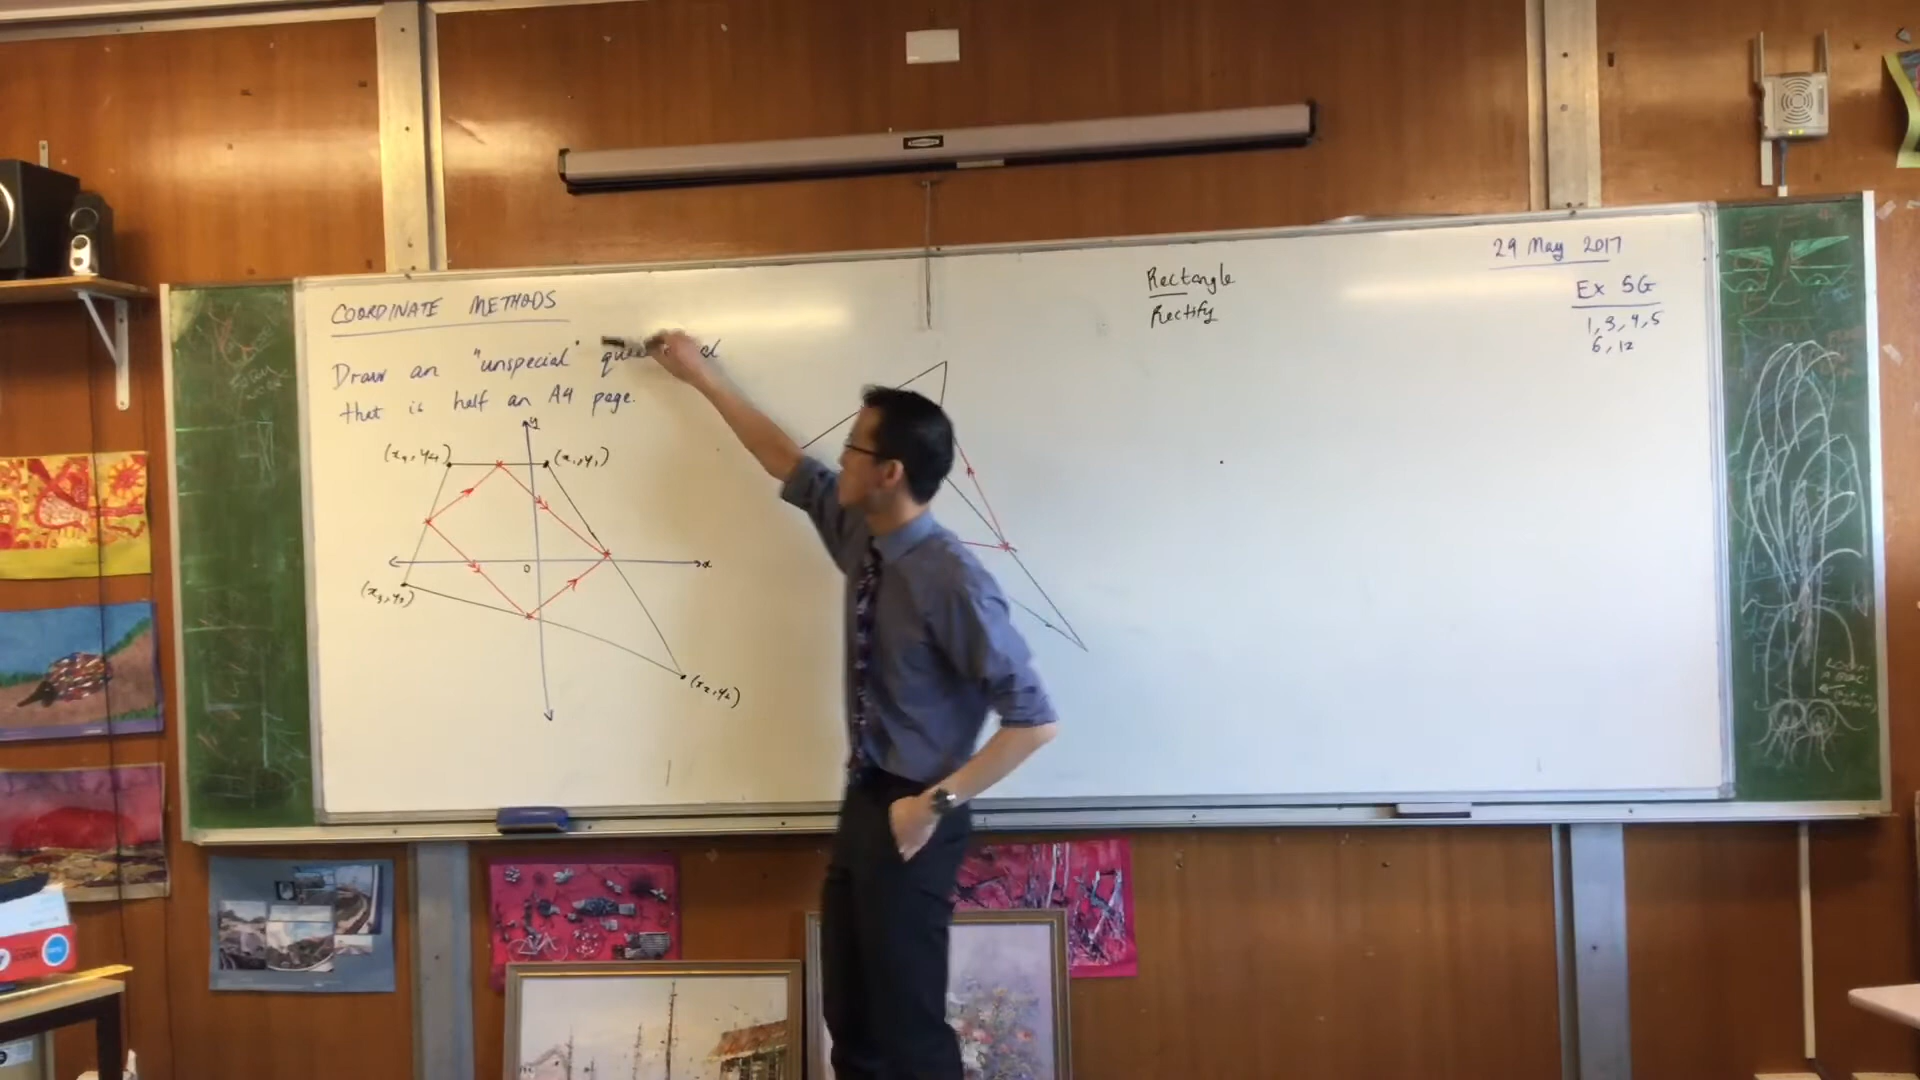 COORDINATE METHODS
Draw an "unspecial"
that is half an A4 page.
y
(x₄, y₄)
(x₁, y₁)
0
x
(x₃, y₃)
(x₂, y₂)
Rectangle
Rectify
29 May 2017
Ex 5G
1, 3, 4, 5
6, 12